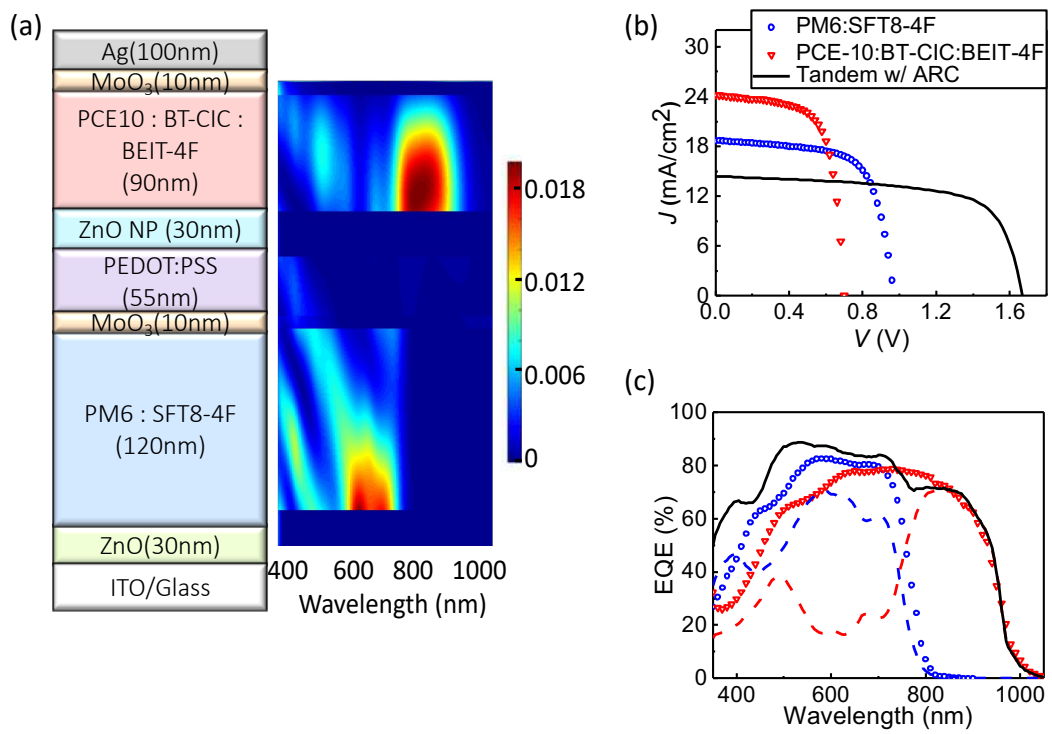 (a)
Ag(100nm)
MoO₃(10nm)
PCE10 : BT-CIC :
BEIT-4F
(90nm)
ZnO NP (30nm)
PEDOT:PSS
(55nm)
MoO₃(10nm)
PM6 : SFT8-4F
(120nm)
ZnO(30nm)
ITO/Glass
0.018
0.012
0.006
0
400 600 800 1000
Wavelength (nm)
(b)
PM6:SFT8-4F
PCE-10:BT-CIC:BEIT-4F
Tandem w/ ARC
30
24
18
12
6
0
J (mA/cm2)
0.0 0.4 0.8 1.2 1.6
V (V)
(c)
100
80
60
40
20
0
EQE (%)
400 600 800 1000
Wavelength (nm)